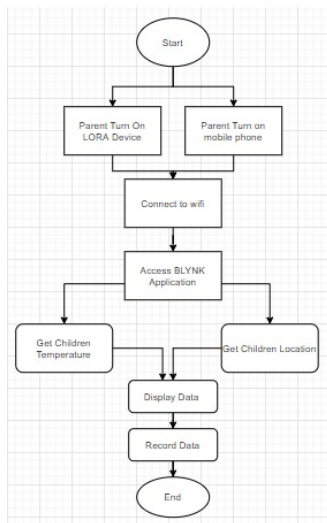 Start
Parent Turn On
LORA Device
Parent Turn on
mobile phone
Connect to wifi
Access BLYNK
Application
Get Children
Temperature
Get Children Location
Display Data
Record Data
End